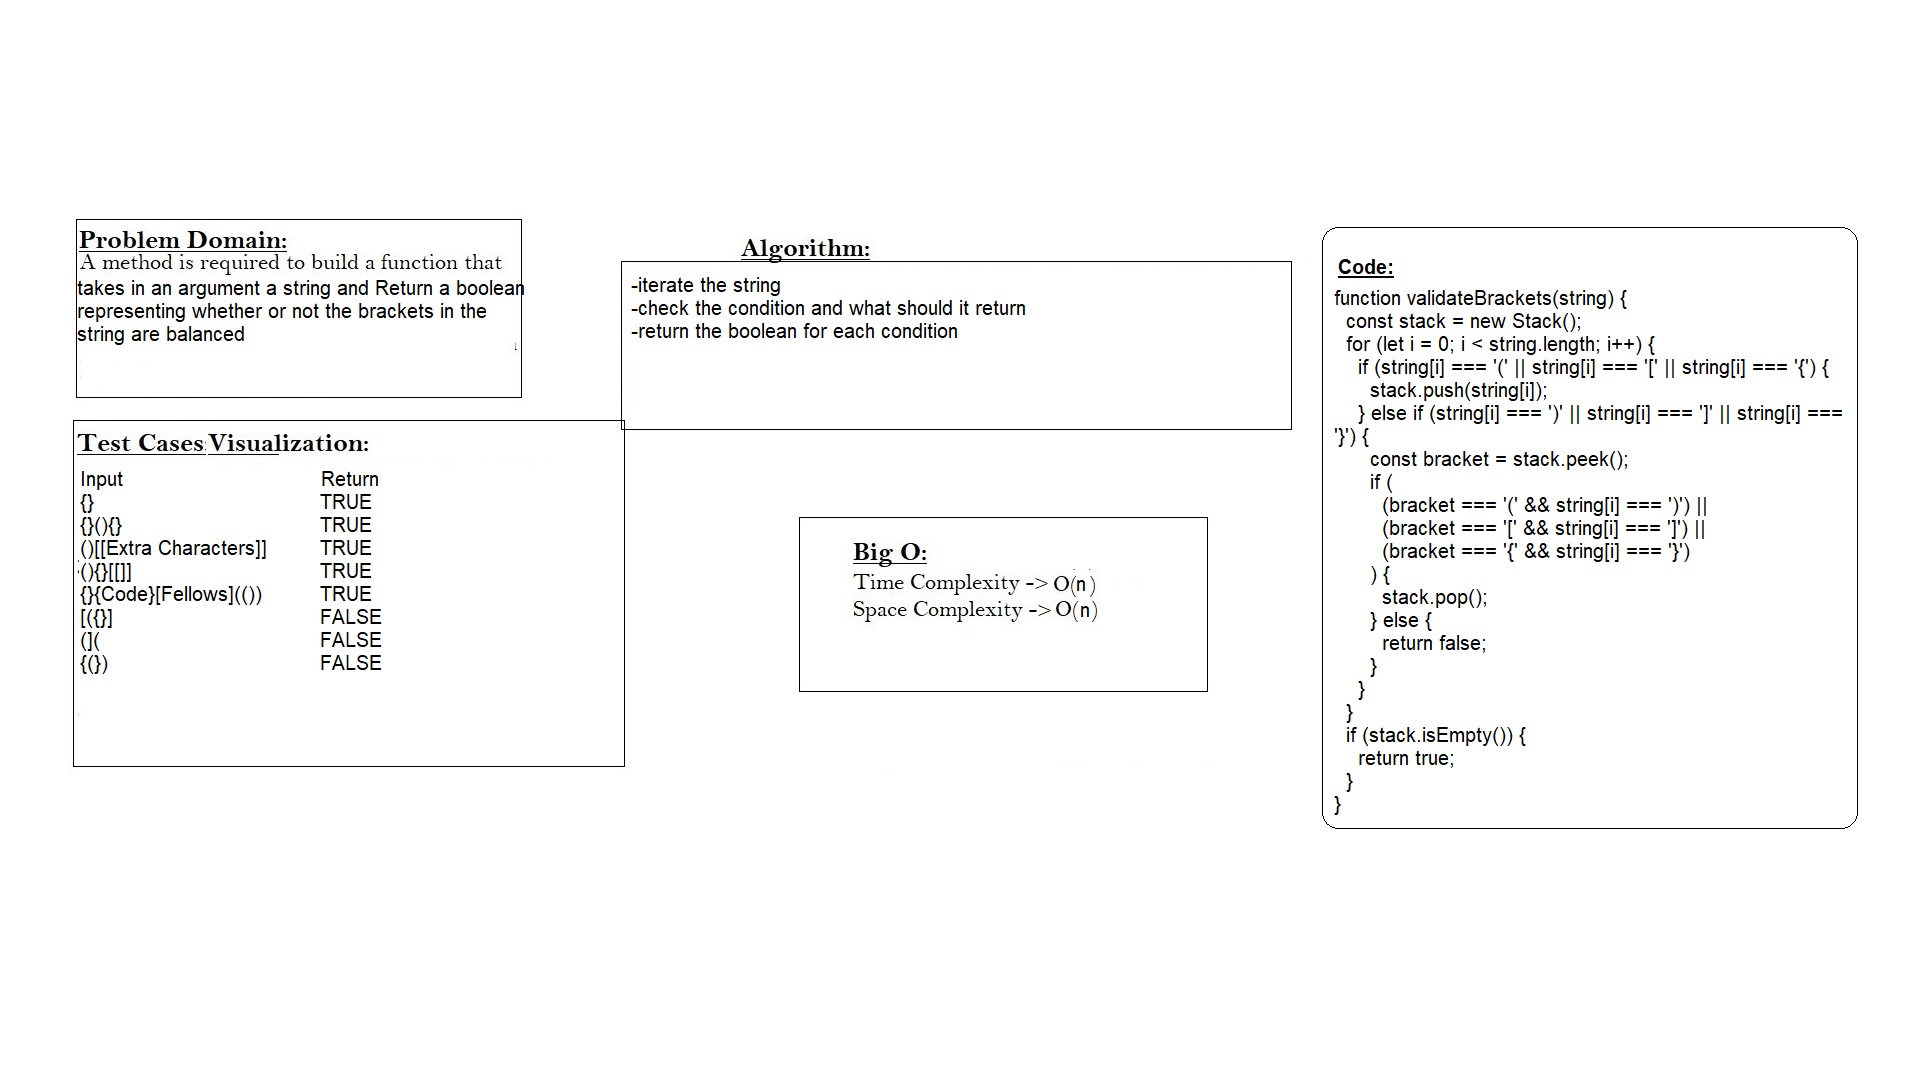 Problem Domain:
A method is required to build a function that
takes in an argument a string and Return a boolean
representing whether or not the brackets in the
string are balanced
Test Cases Visualization:
Input Return
{} TRUE
{}(){} TRUE
()[[Extra Characters]] TRUE
(){}[[]] TRUE
{}{Code}[Fellows](()) TRUE
[({}] FALSE
(]( FALSE
{(}) FALSE
Algorithm:
-iterate the string
-check the condition and what should it return
-return the boolean for each condition
Big O:
Time Complexity -> O(n)
Space Complexity -> O(n)
Code:
function validateBrackets(string) {
const stack = new Stack();
for (let i = 0; i < string.length; i++) {
if (string[i] === '(' || string[i] === '[' || string[i] === '{') {
stack.push(string[i]);
} else if (string[i] === ')' || string[i] === ']' || string[i] ===
'}') {
const bracket = stack.peek();
if (
(bracket === '(' && string[i] === ')') ||
(bracket === '[' && string[i] === ']') ||
(bracket === '{' && string[i] === '}')
) {
stack.pop();
} else {
return false;
}
}
}
if (stack.isEmpty()) {
return true;
}
}